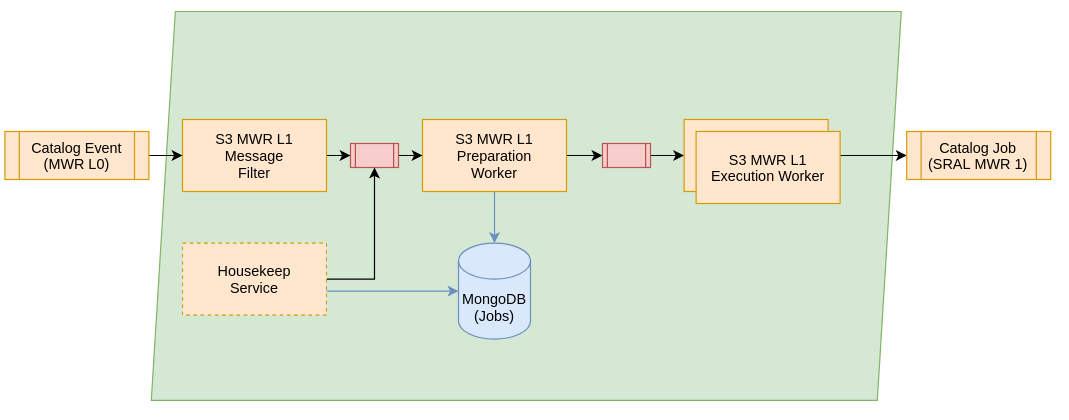 Catalog Event
(MWR L0)
S3 MWR L1
Message
Filter
S3 MWR L1
Preparation
Worker
S3 MWR L1
Execution Worker
Catalog Job
(SRAL MWR 1)
Housekeep
Service
MongoDB
(Jobs)